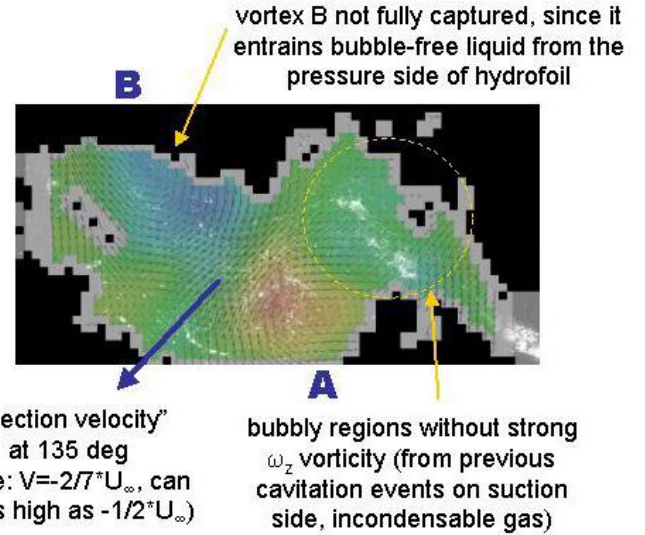 vortex B not fully captured, since it
entrains bubble-free liquid from the
pressure side of hydrofoil
B
A
ection velocity”
at 135 deg
e: V=-2/7*U∞, can
s high as -1/2*U∞)
bubbly regions without strong
ωz vorticity (from previous
cavitation events on suction
side, incondensable gas)